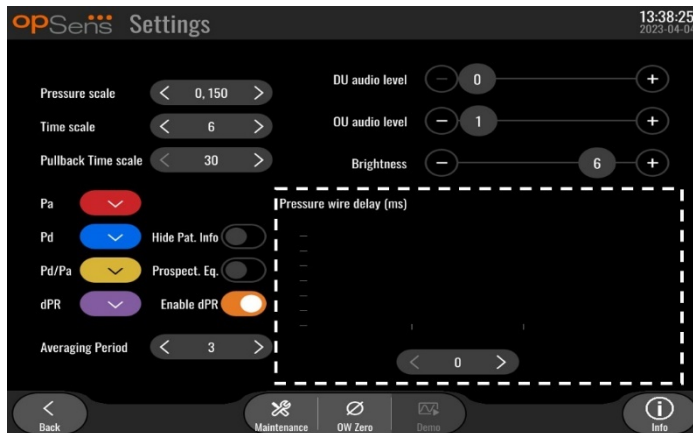 opSens Settings
13:38:25
2023-04-04
Pressure scale < 0, 150 >
Time scale < 6 >
Pullback Time scale < 30 >
DU audio level − 0 +
OU audio level − 1 +
Brightness − 6 +
Pa
Pd Hide Pat. Info
Pd/Pa Prospect. Eq.
dPR Enable dPR
Averaging Period < 3 >
Pressure wire delay (ms)
< 0 >
Back
Maintenance
OW Zero
Demo
Info